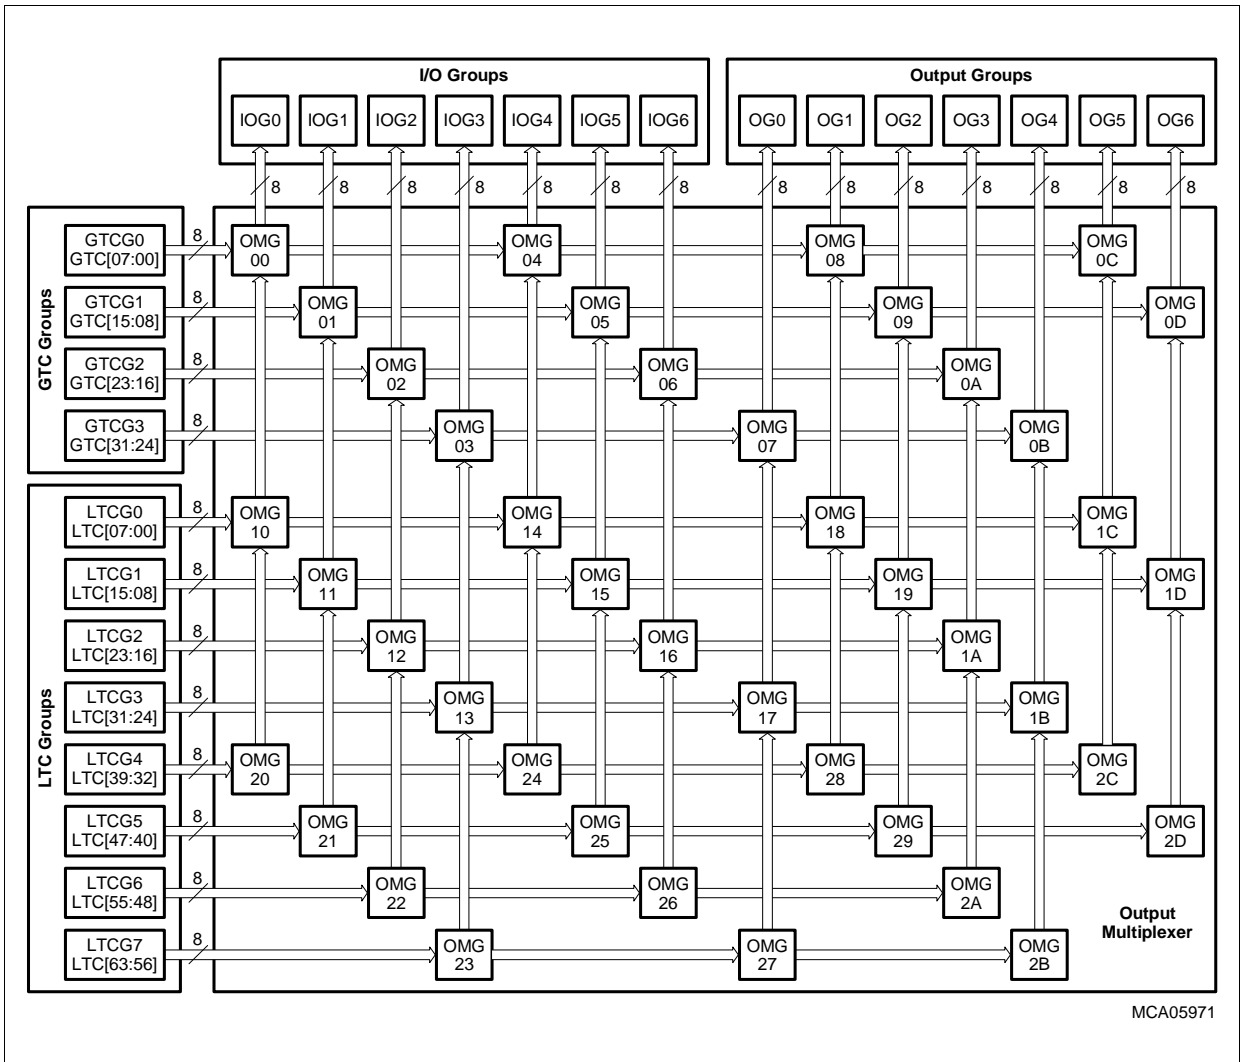 I/O Groups
Output Groups
IOG0 IOG1 IOG2 IOG3 IOG4 IOG5 IOG6 OG0 OG1 OG2 OG3 OG4 OG5 OG6
8 8 8 8 8 8 8 8 8 8 8 8 8 8
GTC Groups
GTCG0
GTC[07:00]
8
OMG
00
OMG
04
OMG
08
OMG
0C
GTCG1
GTC[15:08]
8
OMG
01
OMG
05
OMG
09
OMG
0D
GTCG2
GTC[23:16]
8
OMG
02
OMG
06
OMG
0A
GTCG3
GTC[31:24]
8
OMG
03
OMG
07
OMG
0B
LTC Groups
LTCG0
LTC[07:00]
8
OMG
10
OMG
14
OMG
18
OMG
1C
LTCG1
LTC[15:08]
8
OMG
11
OMG
15
OMG
19
OMG
1D
LTCG2
LTC[23:16]
8
OMG
12
OMG
16
OMG
1A
LTCG3
LTC[31:24]
8
OMG
13
OMG
17
OMG
1B
LTCG4
LTC[39:32]
8
OMG
20
OMG
24
OMG
28
OMG
2C
LTCG5
LTC[47:40]
8
OMG
21
OMG
25
OMG
29
OMG
2D
LTCG6
LTC[55:48]
8
OMG
22
OMG
26
OMG
2A
LTCG7
LTC[63:56]
8
OMG
23
OMG
27
OMG
2B
Output
Multiplexer
MCA05971